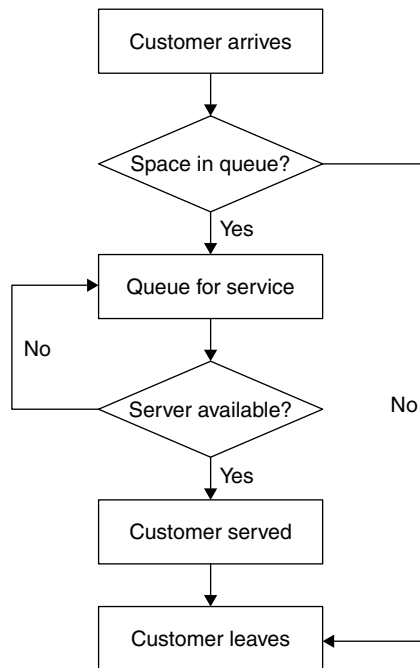 Customer arrives
Space in queue?
Yes
Queue for service
No
Server available?
No
Yes
Customer served
Customer leaves